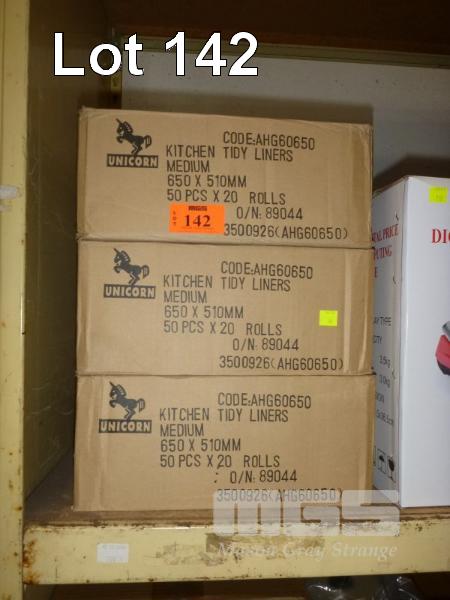 Lot 142
CODE:AHG60650
KITCHEN TIDY LINERS
MEDIUM
650 X 510MM
50 PCS X 20 ROLLS
O/N: 89044
3500926(AHG60650)
UNICORN
MGS
LOT
142
CODE:AHG60650
KITCHEN TIDY LINERS
MEDIUM
650 X 510MM
50 PCS X 20 ROLLS
O/N: 89044
3500926(AHG60650)
UNICORN
CODE:AHG60650
KITCHEN TIDY LINERS
MEDIUM
650 X 510MM
50 PCS X 20 ROLLS
O/N: 89044
3500926(AHG60650)
UNICORN
MGS
Mason Gray Strange